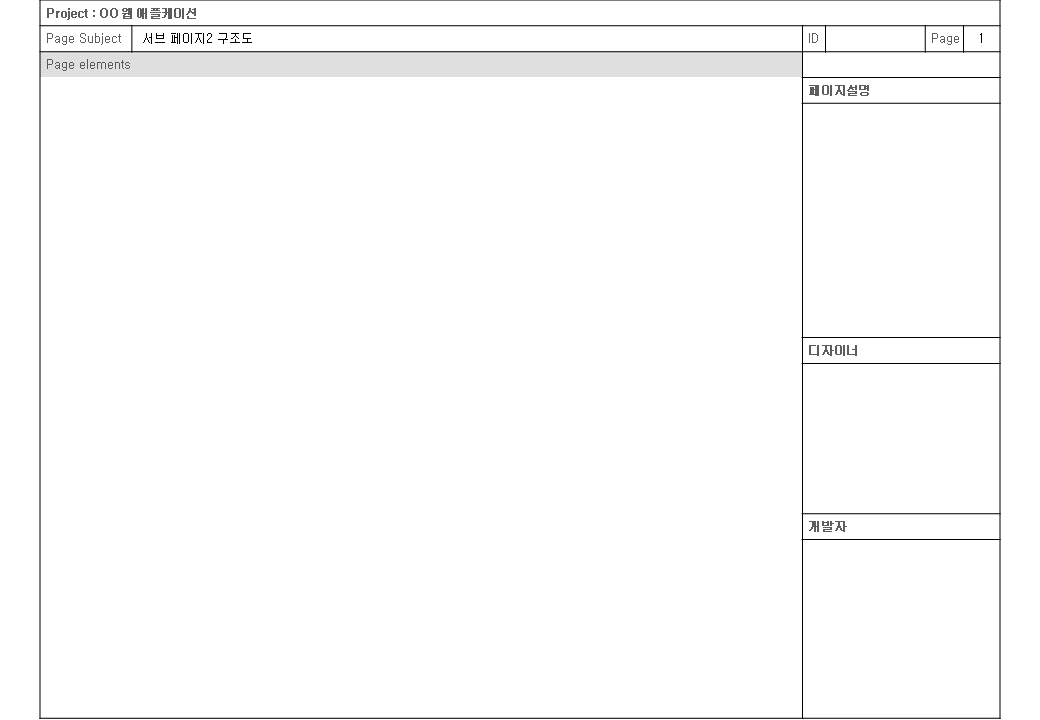 Project : OO 웹 애플케이션
Page Subject 서브 페이지2 구조도 ID Page 1
Page elements
페이지설명
디자이너
개발자